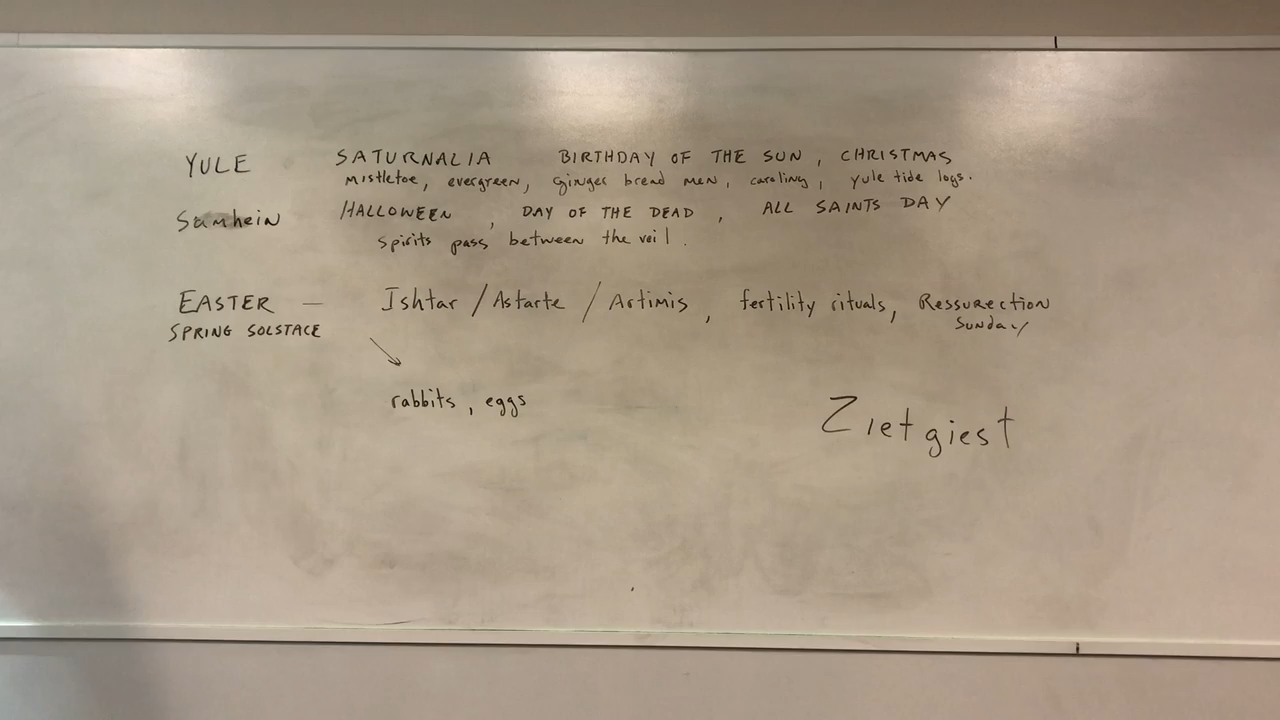 YULE SATURNALIA BIRTHDAY OF THE SUN, CHRISTMAS
mistletoe, evergreen, ginger bread men, caroling, yule tide logs.
Samhein HALLOWEEN, DAY OF THE DEAD, ALL SAINTS DAY
spirits pass between the veil.
EASTER — Ishtar / Astarte / Artimis, fertility rituals, RESSURECTION
SUNDAY
SPRING SOLSTACE
rabbits, eggs
Zietgiest